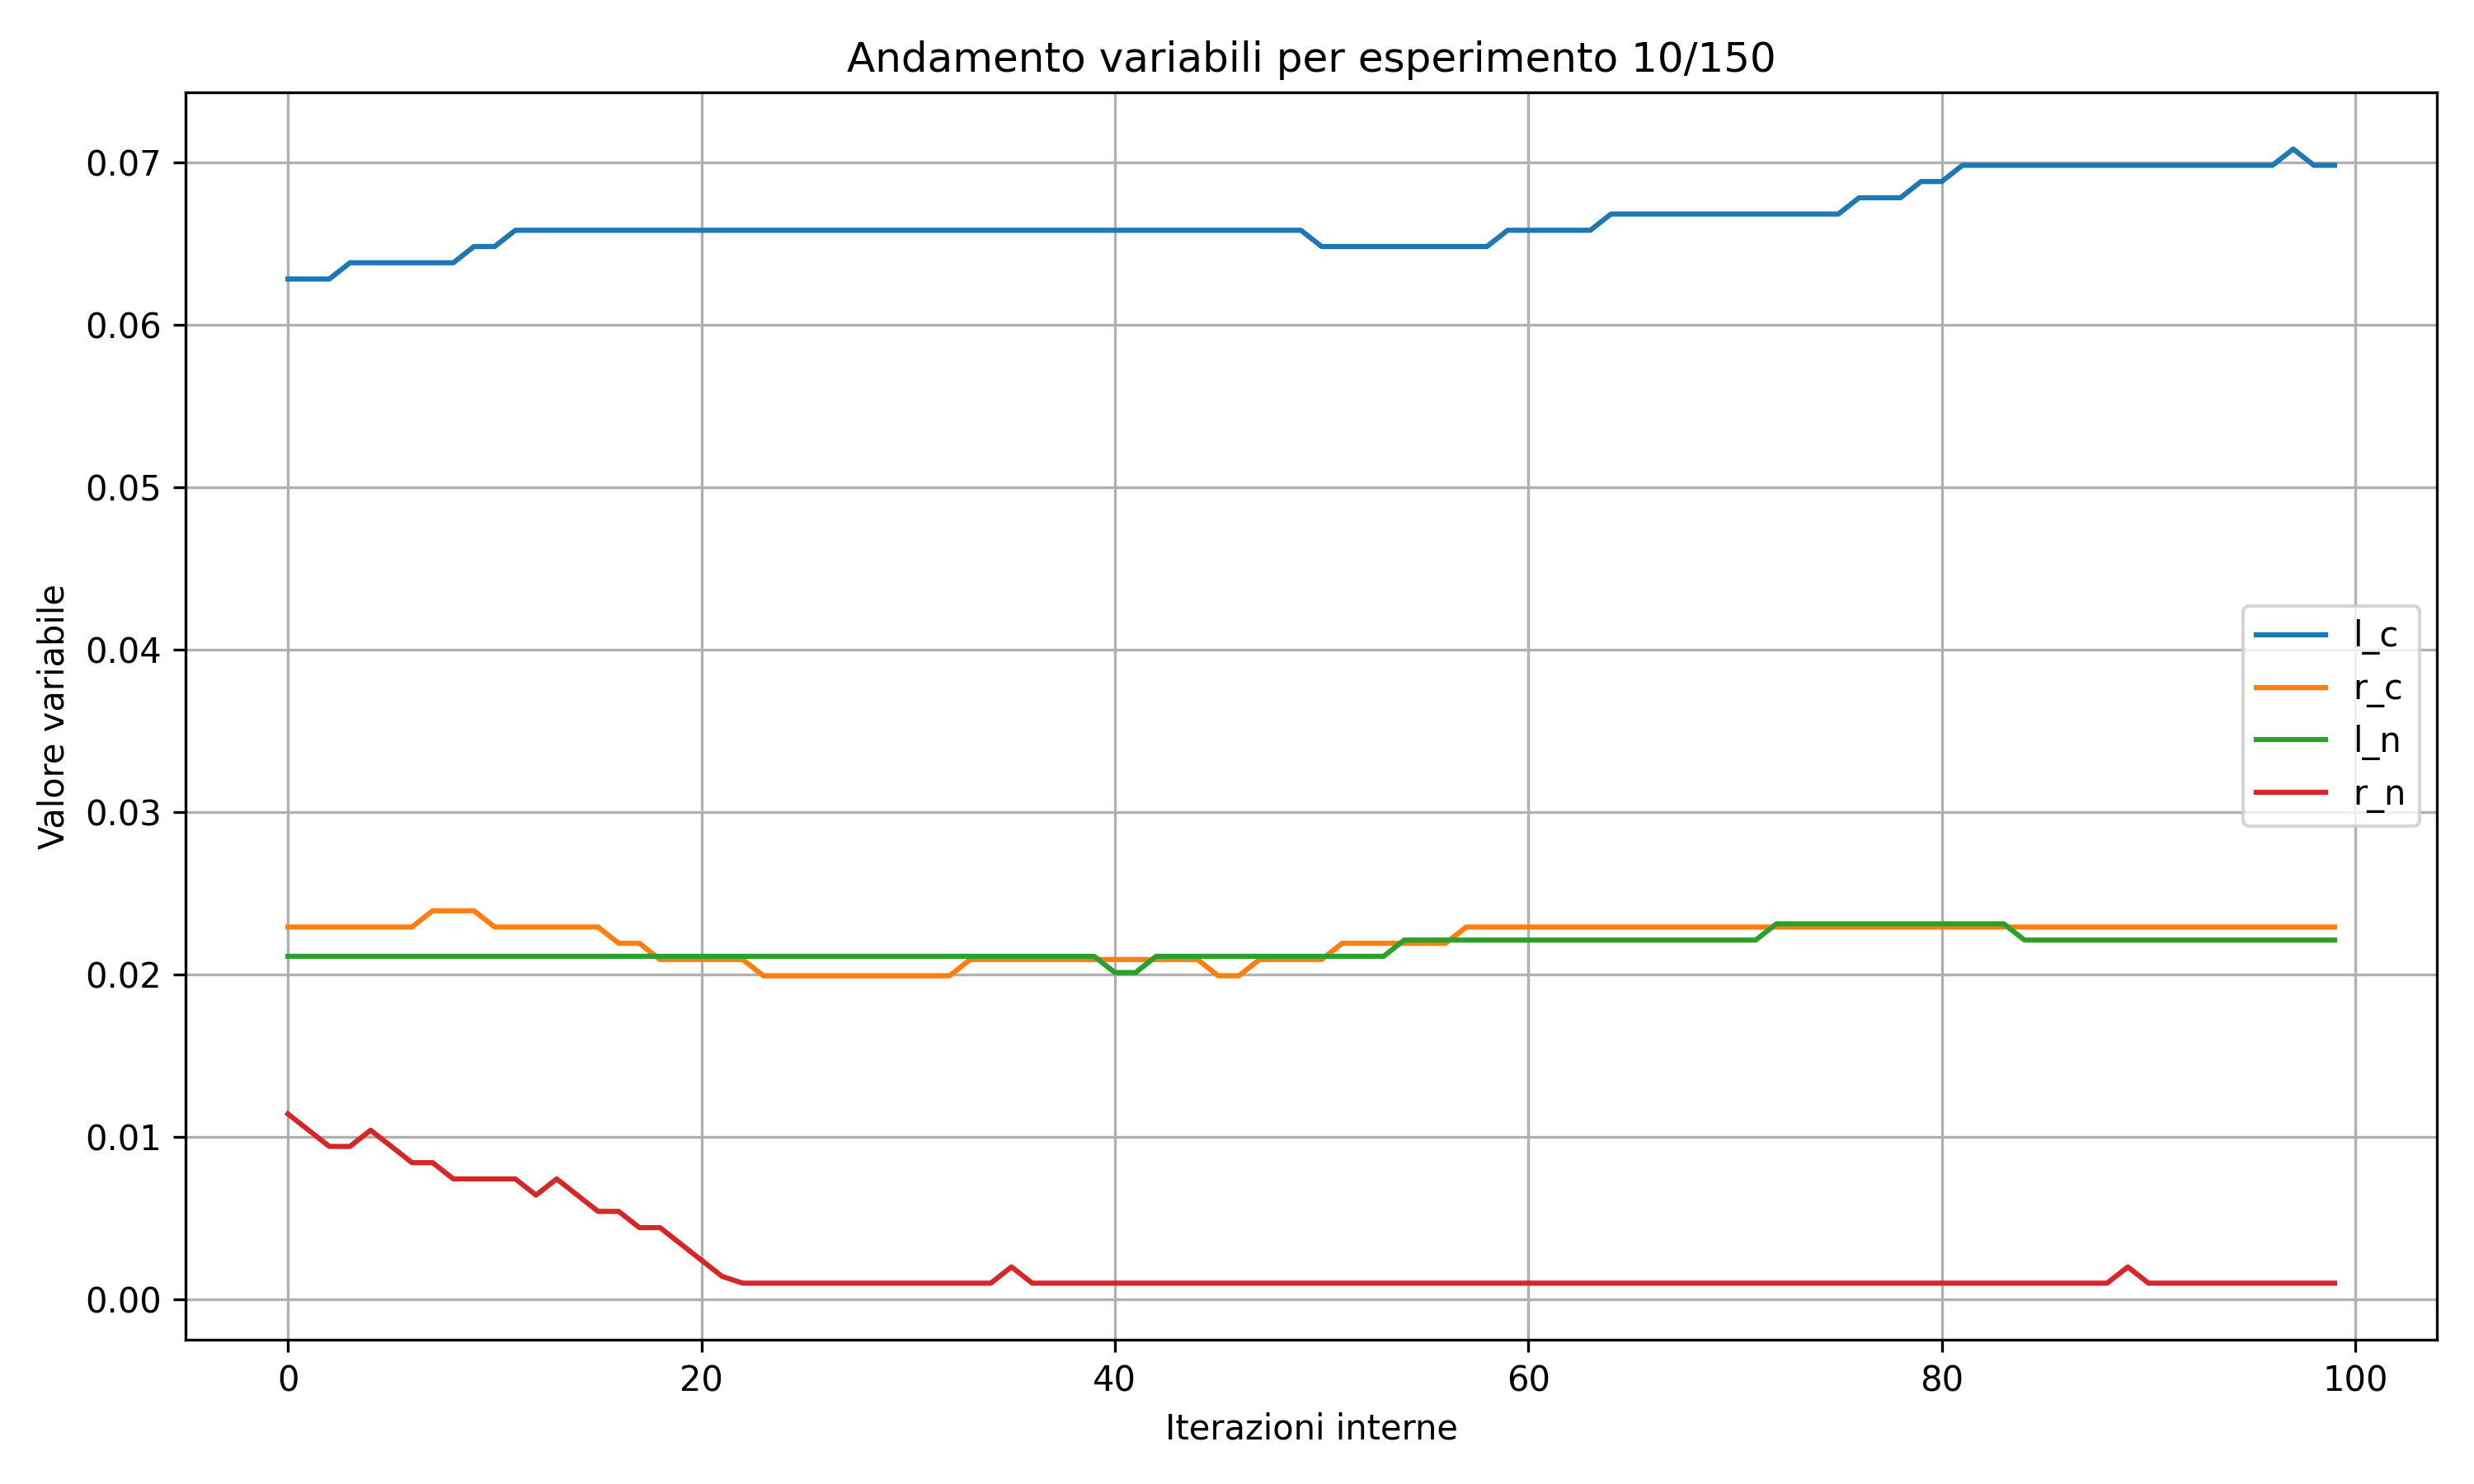 Andamento variabili per esperimento 10/150
0.07
0.06
0.05
0.04
0.03
0.02
0.01
0.00
Valore variabile
l_c
r_c
l_n
r_n
0 20 40 60 80 100
Iterazioni interne